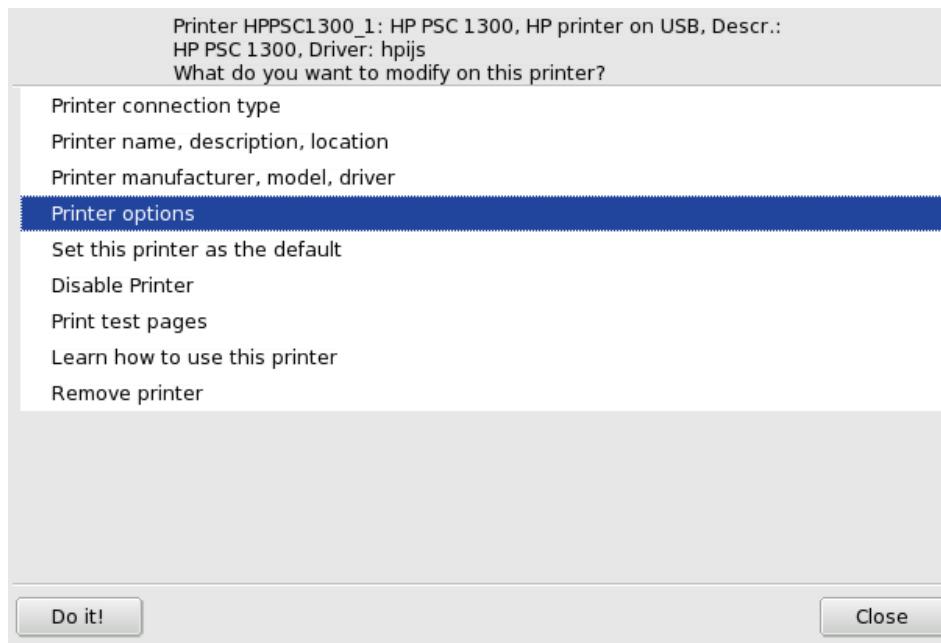 Printer HPPSC1300_1: HP PSC 1300, HP printer on USB, Descr.:
HP PSC 1300, Driver: hpijs
What do you want to modify on this printer?
Printer connection type
Printer name, description, location
Printer manufacturer, model, driver
Printer options
Set this printer as the default
Disable Printer
Print test pages
Learn how to use this printer
Remove printer
Do it!
Close